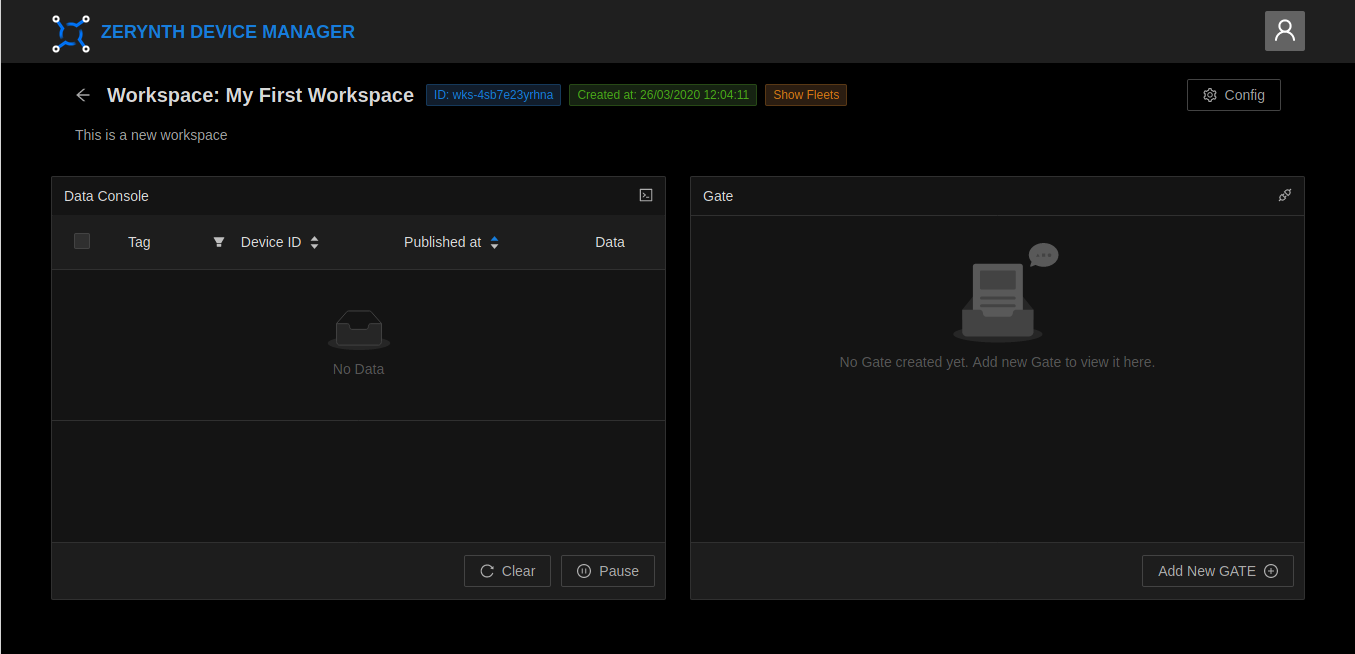 ZERYNTH DEVICE MANAGER
Workspace: My First Workspace ID: wks-4sb7e23yrhna Created at: 26/03/2020 12:04:11 Show Fleets Config
This is a new workspace
Data Console
Tag Device ID Published at Data
No Data
Clear Pause
Gate
No Gate created yet. Add new Gate to view it here.
Add New GATE